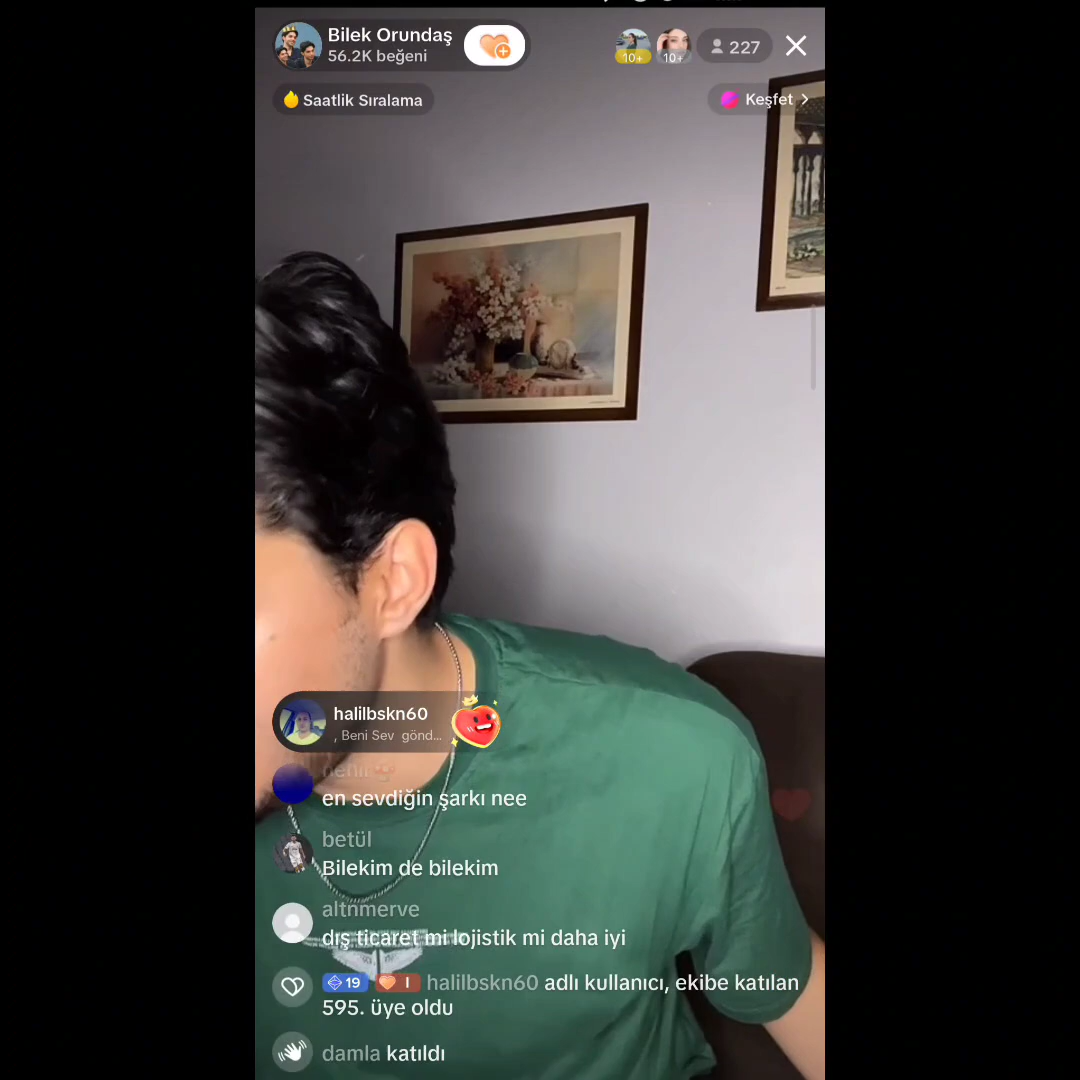 Bilek Orundaş
56.2K beğeni
10+
10+
227
Saatlik Sıralama
Keşfet
halilbskn60
, Beni Sev gönd...
en sevdiğin şarkı nee
betül
Bilekim de bilekim
altnmerve
dış ticaret mi lojistik mi daha iyi
19 I halilbskn60 adlı kullanıcı, ekibe katılan
595. üye oldu
damla katıldı